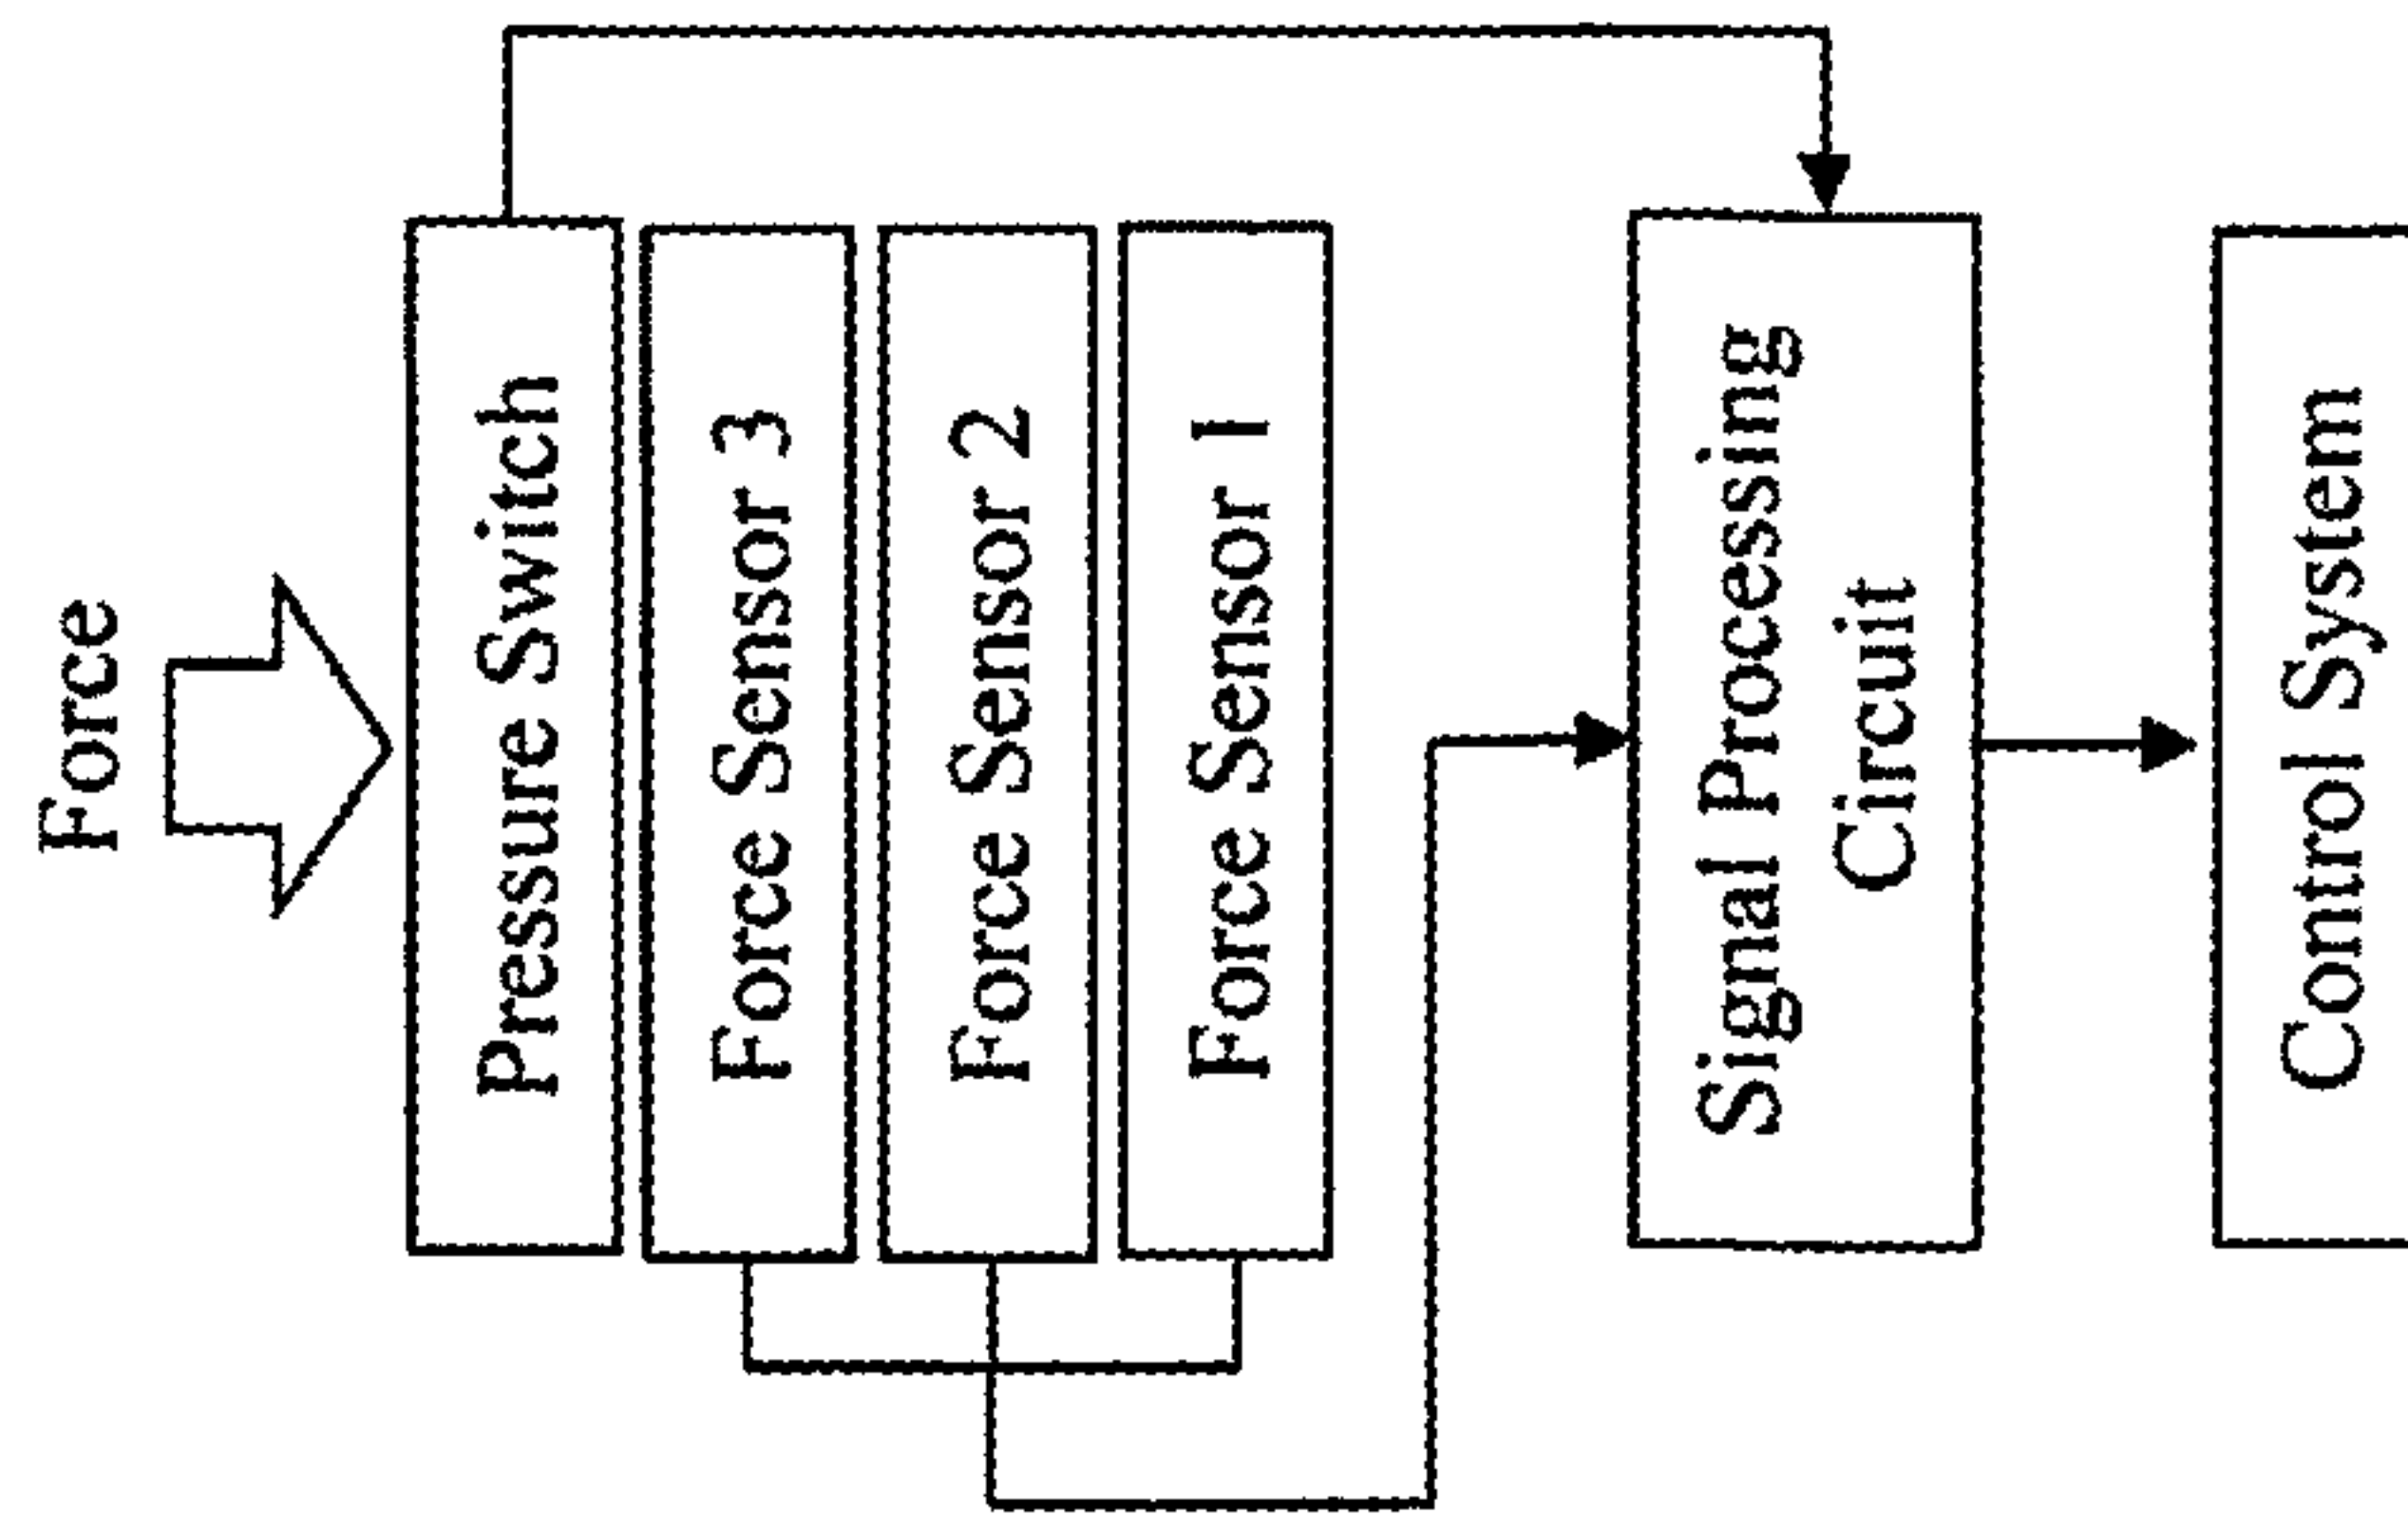 Force
Pressure Switch
Force Sensor 3
Force Sensor 2
Force Sensor 1
Signal Processing
Circuit
Control System